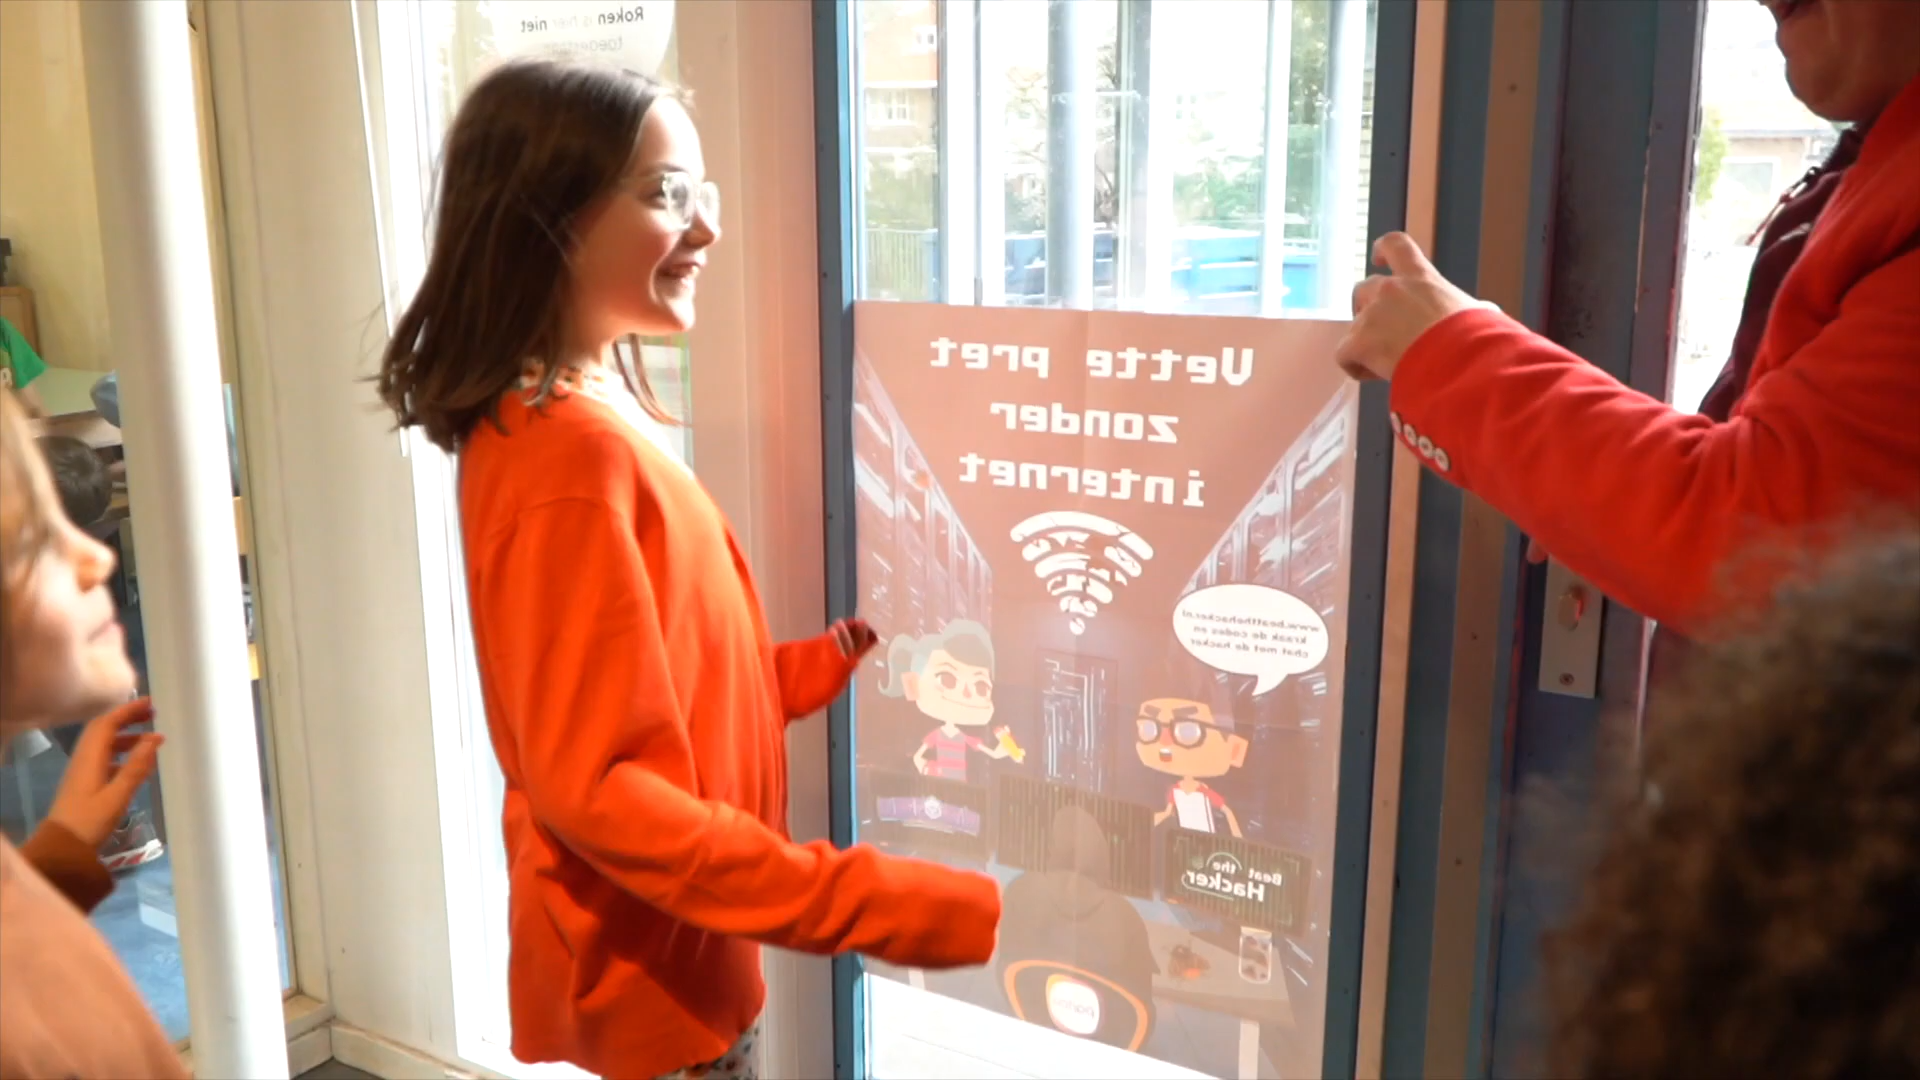 Roken is hier niet
toegestaan
Vette pret
zonder
internet
www.beatthehacker.nl
kraak de codes en
chat met de hacker
Beat the
Hacker